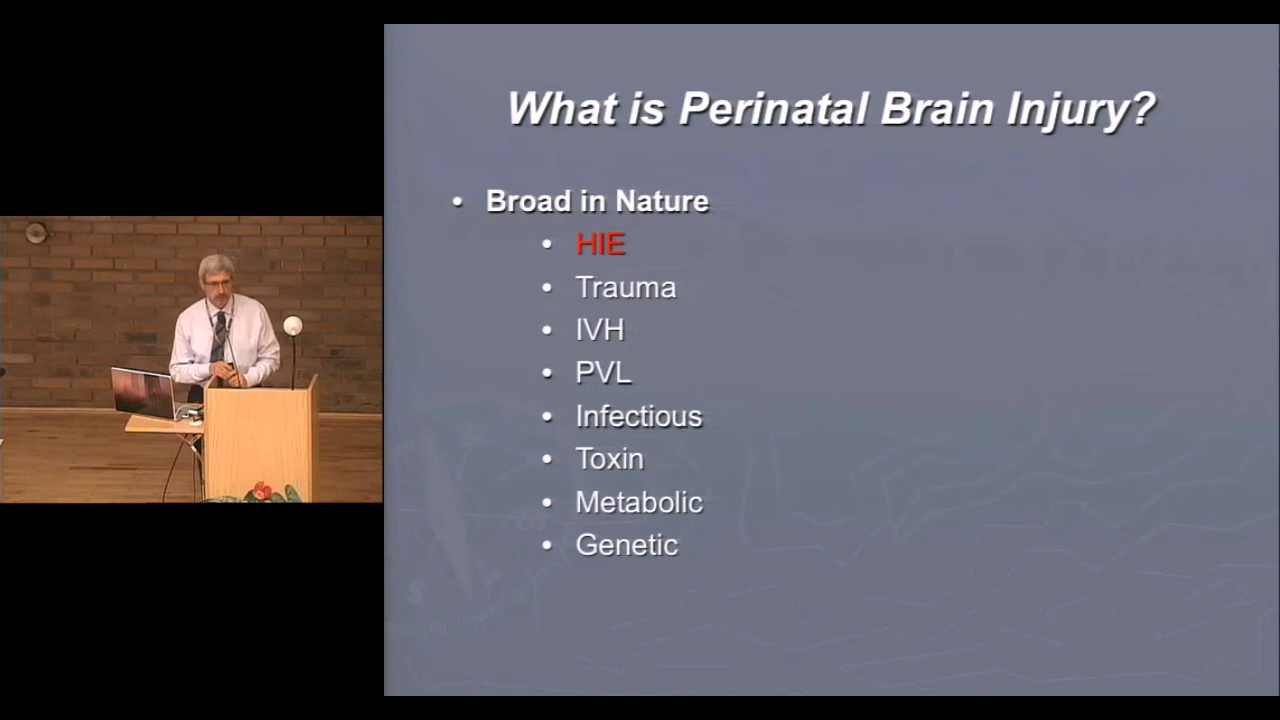 What is Perinatal Brain Injury?
• Broad in Nature
• HIE
• Trauma
• IVH
• PVL
• Infectious
• Toxin
• Metabolic
• Genetic